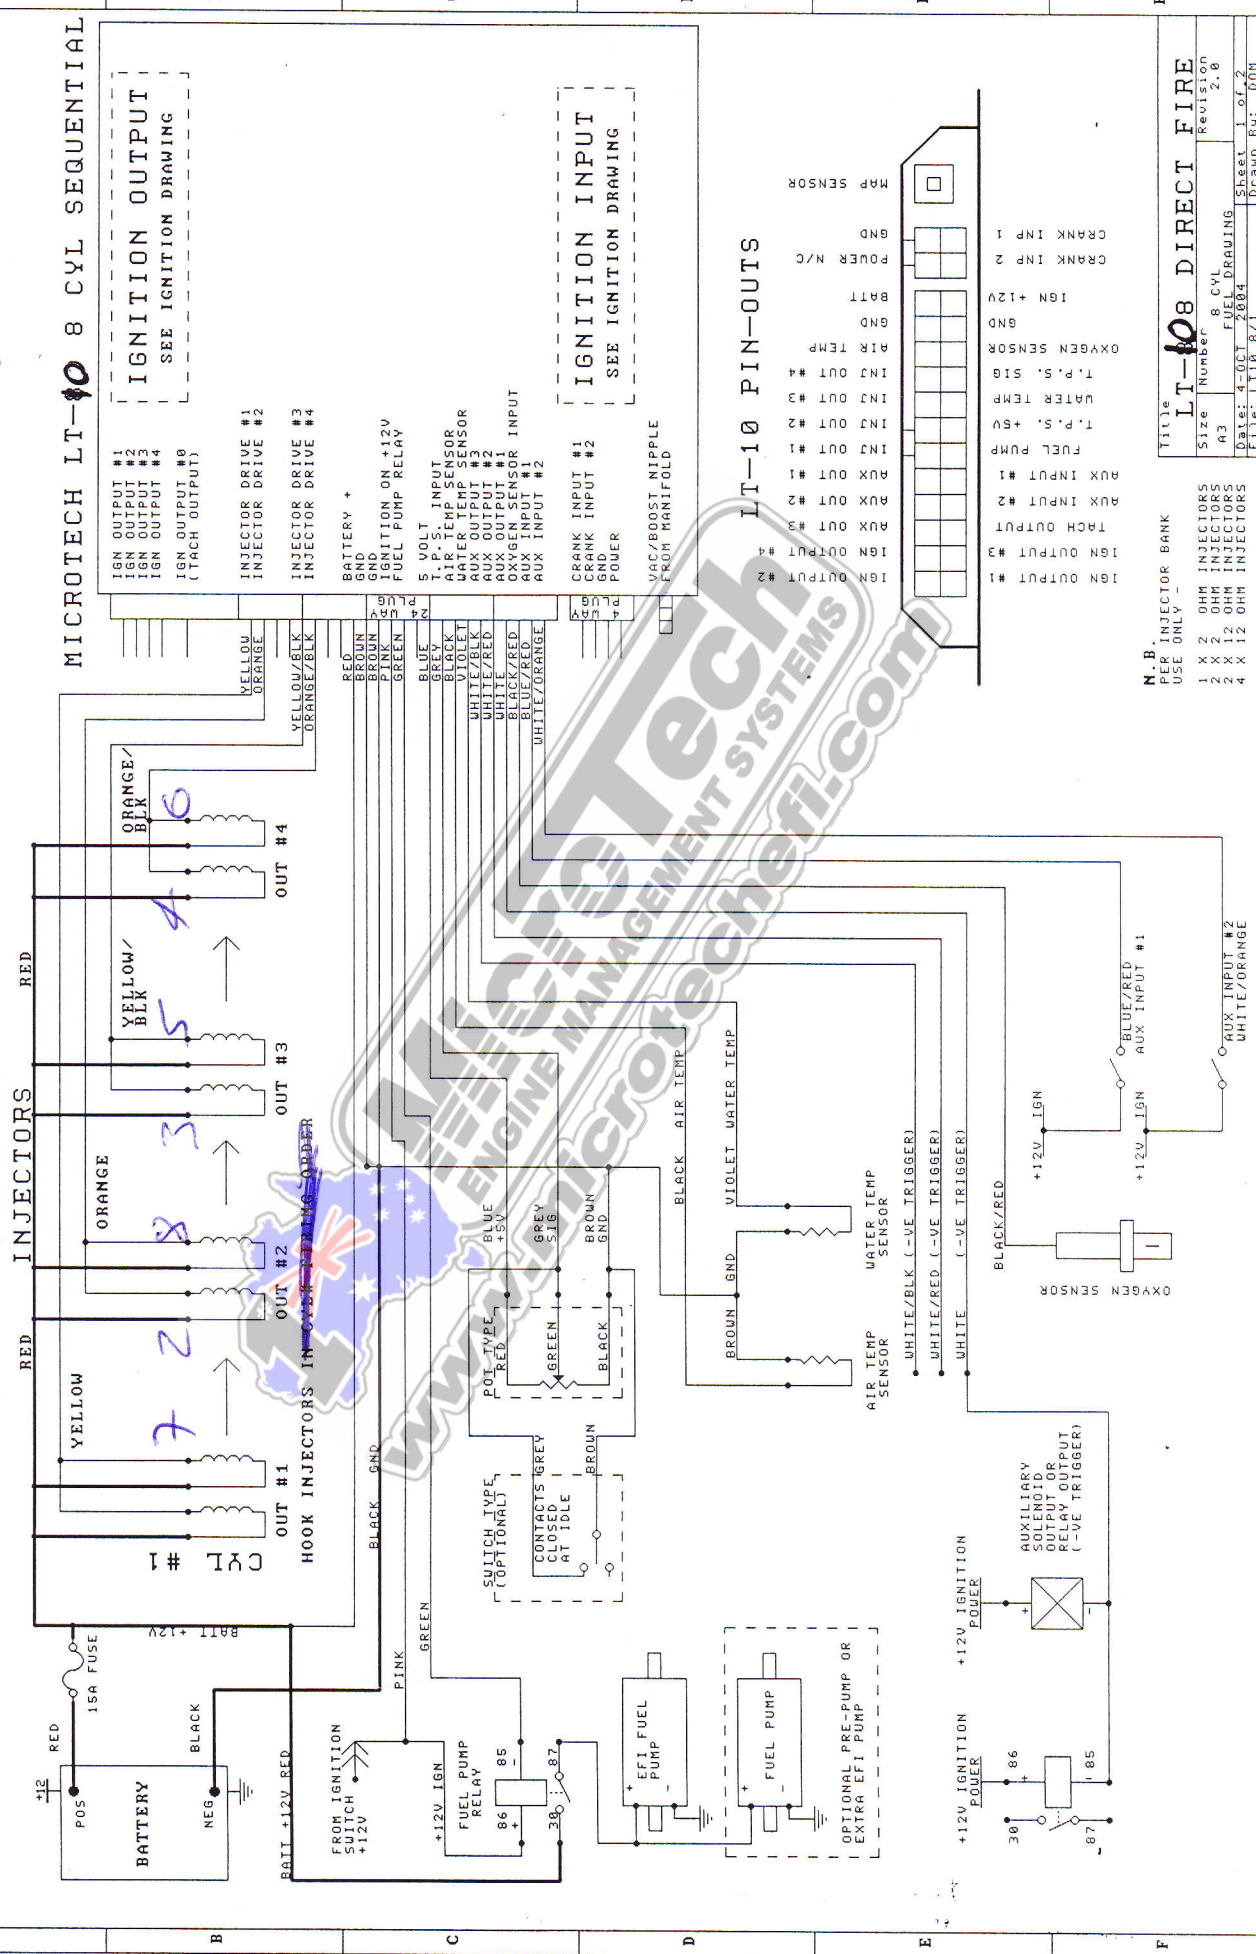 MICROTECH LT-10 8 CYL SEQUENTIAL
INJECTORS
RED
RED
YELLOW
ORANGE
YELLOW/
BLK
ORANGE/
BLK
7
2
8
3
5
4
6
CYL #1
OUT #1
OUT #2
OUT #3
OUT #4
HOOK INJECTORS IN CYL# FIRING ORDER
+12
RED
15A FUSE
POS
BATTERY
NEG
BLACK
BATT +12V
BATT +12V RED
BLACK GND
IGN OUTPUT #1
IGN OUTPUT #2
IGN OUTPUT #3
IGN OUTPUT #4
IGN OUTPUT #0
(TACH OUTPUT)
IGNITION OUTPUT
SEE IGNITION DRAWING
INJECTOR DRIVE #1
INJECTOR DRIVE #2
INJECTOR DRIVE #3
INJECTOR DRIVE #4
BATTERY +
GND
GND
IGNITION ON +12V
FUEL PUMP RELAY
5 VOLT
T.P.S. INPUT
AIR TEMP SENSOR
WATER TEMP SENSOR
AUX OUTPUT #3
AUX OUTPUT #2
AUX OUTPUT #1
OXYGEN SENSOR INPUT
AUX INPUT #1
AUX INPUT #2
CRANK INPUT #1
CRANK INPUT #2
GND
POWER
IGNITION INPUT
SEE IGNITION DRAWING
VAC/BOOST NIPPLE
FROM MANIFOLD
24 WAY
PLUG
4 WAY
PLUG
YELLOW
ORANGE
YELLOW/BLK
ORANGE/BLK
RED
BROWN
BROWN
PINK
GREEN
BLUE
GREY
BLACK
VIOLET
WHITE/BLK
WHITE/RED
WHITE
BLACK/RED
BLUE/RED
WHITE/ORANGE
FROM IGNITION
SWITCH
+12V
PINK
GREEN
+12V IGN
FUEL PUMP
RELAY
86
+
85
-
30
87
+ EFI FUEL
PUMP -
+ FUEL PUMP
-
OPTIONAL PRE-PUMP OR
EXTRA EFI PUMP
SWITCH TYPE
(OPTIONAL)
CONTACTS
CLOSED
AT IDLE
GREY
BROWN
POT TYPE
RED
GREEN
BLACK
BLUE
+5V
GREY
SIG
BROWN
GND
BLACK AIR TEMP
BROWN GND
VIOLET WATER TEMP
AIR TEMP
SENSOR
WATER TEMP
SENSOR
WHITE/BLK (-VE TRIGGER)
WHITE/RED (-VE TRIGGER)
WHITE (-VE TRIGGER)
BLACK/RED
OXYGEN SENSOR
+12V IGN
BLUE/RED
AUX INPUT #1
+12V IGN
AUX INPUT #2
WHITE/ORANGE
+12V IGNITION
POWER
30
86
+
87
-
85
-
+12V IGNITION
POWER
+
-
AUXILIARY
SOLENOID
OUTPUT OR
RELAY OUTPUT
(-VE TRIGGER)
LT-10 PIN-OUTS
MAP SENSOR
GND
POWER N/C
BATT
GND
AIR TEMP
INJ OUT #4
INJ OUT #3
INJ OUT #2
INJ OUT #1
AUX OUT #1
AUX OUT #2
AUX OUT #3
IGN OUTPUT #4
IGN OUTPUT #2
CRANK INP 1
CRANK INP 2
IGN +12V
GND
OXYGEN SENSOR
T.P.S. SIG
WATER TEMP
T.P.S. +5V
FUEL PUMP
AUX INPUT #1
AUX INPUT #2
TACH OUTPUT
IGN OUTPUT #3
IGN OUTPUT #1
N.B.
PER INJECTOR BANK
USE ONLY -
1 X 2 OHM INJECTORS
2 X 2 OHM INJECTORS
2 X 12 OHM INJECTORS
4 X 12 OHM INJECTORS
Title
LT-108 DIRECT FIRE
Size
A3
Number
8 CYL
FUEL DRAWING
Revision
2.0
Date: 4-OCT 2004
Sheet 1 of 2
File: LT10_8/1
Drawn By: DOM
MicroTech
ENGINE MANAGEMENT SYSTEMS
www.microtechefi.com
B
C
D
E
F